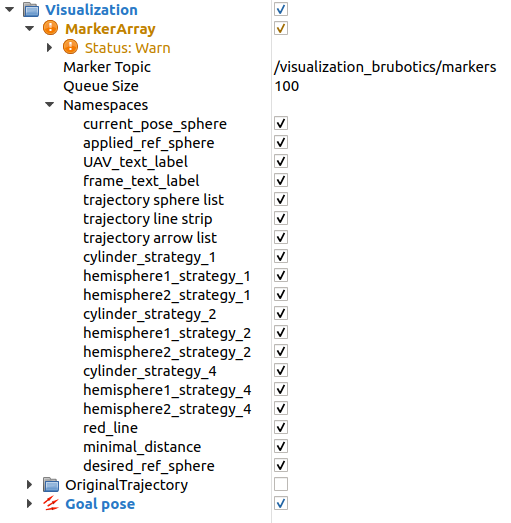 Visualization
MarkerArray
Status: Warn
Marker Topic /visualization_brubotics/markers
Queue Size 100
Namespaces
current_pose_sphere
applied_ref_sphere
UAV_text_label
frame_text_label
trajectory sphere list
trajectory line strip
trajectory arrow list
cylinder_strategy_1
hemisphere1_strategy_1
hemisphere2_strategy_1
cylinder_strategy_2
hemisphere1_strategy_2
hemisphere2_strategy_2
cylinder_strategy_4
hemisphere1_strategy_4
hemisphere2_strategy_4
red_line
minimal_distance
desired_ref_sphere
OriginalTrajectory
Goal pose